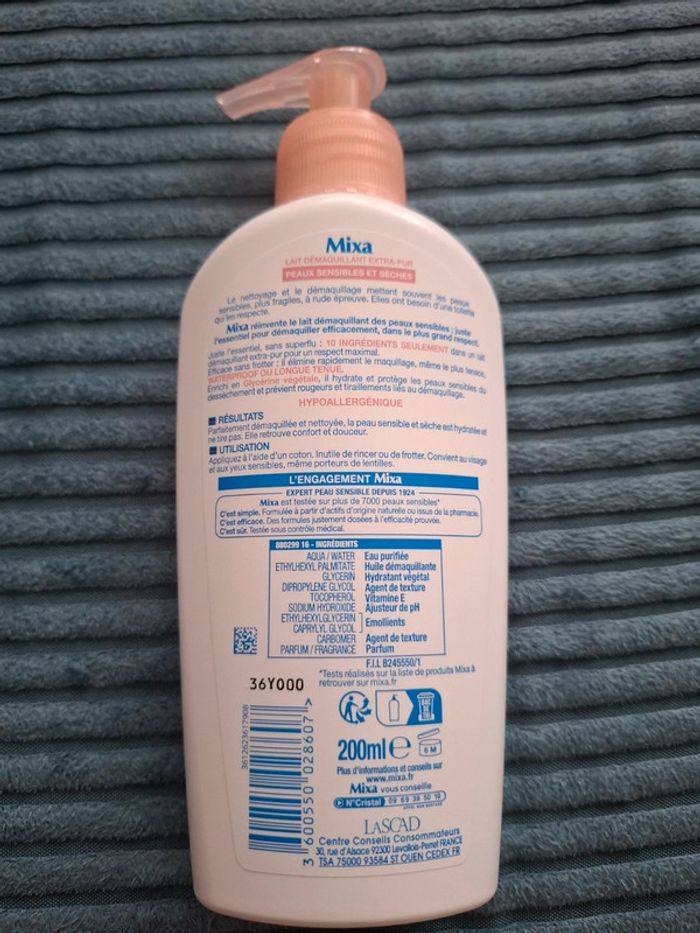 Mixa
LAIT DÉMAQUILLANT EXTRA-PUR
PEAUX SENSIBLES ET SÈCHES
Le nettoyage et le démaquillage mettent souvent les peaux
sensibles, plus fragiles, à rude épreuve. Elles ont besoin d'une toilette
qui les respecte.
Mixa réinvente le lait démaquillant des peaux sensibles : juste
l'essentiel pour démaquiller efficacement, dans le plus grand respect.
Juste l'essentiel, sans superflu : 10 INGRÉDIENTS SEULEMENT dans un lait
démaquillant extra-pur pour un respect maximal.
Efficace sans frotter : il élimine rapidement le maquillage, même le plus tenace,
WATERPROOF OU LONGUE TENUE.
Enrichi en Glycérine végétale, il hydrate et protège les peaux sensibles du
dessèchement et prévient rougeurs et tiraillements liés au démaquillage.
HYPOALLERGÉNIQUE
RÉSULTATS
Parfaitement démaquillée et nettoyée, la peau sensible et sèche est hydratée et
ne tire pas. Elle retrouve confort et douceur.
UTILISATION
Appliquez à l'aide d'un coton. Inutile de rincer ou de frotter. Convient au visage
et aux yeux sensibles, même porteurs de lentilles.
L'ENGAGEMENT Mixa
EXPERT PEAU SENSIBLE DEPUIS 1924
Mixa est testée sur plus de 7000 peaux sensibles*
C'est simple. Formulée à partir d'actifs d'origine naturelle ou issus de la pharmacie.
C'est efficace. Des formules justement dosées à l'efficacité prouvée.
C'est sûr. Testée sous contrôle médical.
880299 16 - INGRÉDIENTS
AQUA / WATER Eau purifiée
ETHYLHEXYL PALMITATE Huile démaquillante
GLYCERIN Hydratant végétal
DIPROPYLENE GLYCOL Agent de texture
TOCOPHEROL Vitamine E
SODIUM HYDROXIDE Ajusteur de pH
ETHYLHEXYLGLYCERIN
CAPRYLYL GLYCOL Emollients
CARBOMER Agent de texture
PARFUM / FRAGRANCE Parfum
F.I.L B245550/1
*Tests réalisés sur la liste de produits Mixa à
retrouver sur mixa.fr
36Y000
BAC
DE TRI
200ml e
6 M
Plus d'informations et conseils sur
www.mixa.fr
Mixa vous conseille
N°Cristal 09 69 39 50 19
APPEL NON SURTAXÉ
LASCAD
Centre Conseils Consommateurs
30, rue d'Alsace 92300 Levallois-Perret FRANCE
TSA 75000 93584 ST OUEN CEDEX FR
3612623617908
3 600550 028607 >